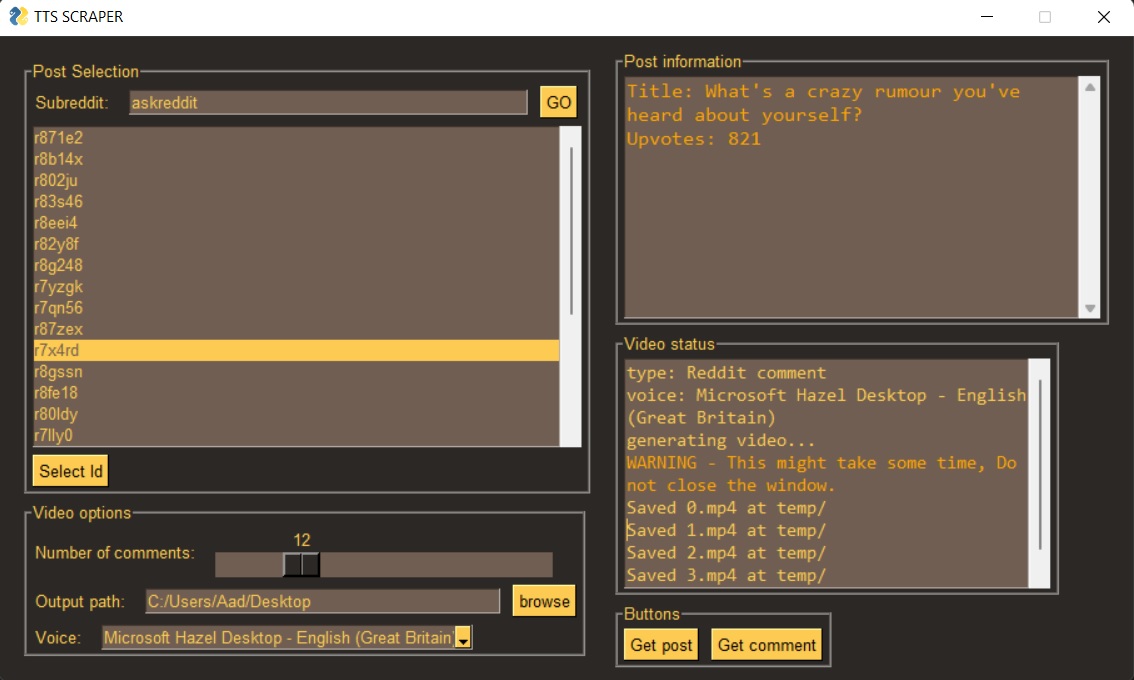 TTS SCRAPER
Post Selection
Subreddit: askreddit GO
r871e2
r8b14x
r802ju
r83s46
r8eei4
r82y8f
r8g248
r7yzgk
r7qn56
r87zex
r7x4rd
r8gssn
r8fe18
r80ldy
r7lly0
Select Id
Video options
12
Number of comments:
Output path: C:/Users/Aad/Desktop browse
Voice: Microsoft Hazel Desktop - English (Great Britain)
Post information
Title: What's a crazy rumour you've
heard about yourself?
Upvotes: 821
Video status
type: Reddit comment
voice: Microsoft Hazel Desktop - English
(Great Britain)
generating video...
WARNING - This might take some time, Do
not close the window.
Saved 0.mp4 at temp/
Saved 1.mp4 at temp/
Saved 2.mp4 at temp/
Saved 3.mp4 at temp/
Buttons
Get post Get comment